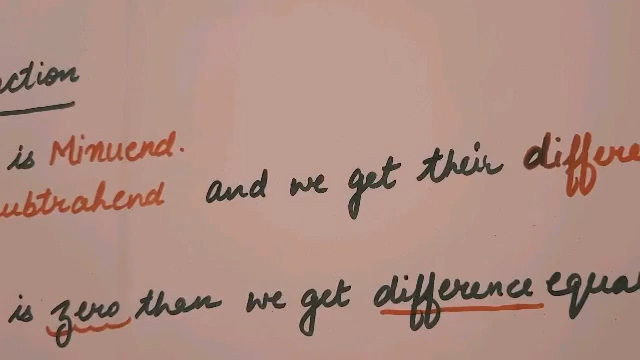 ction
is Minuend.
ubtrahend and we get their differe
is zero then we get difference equa